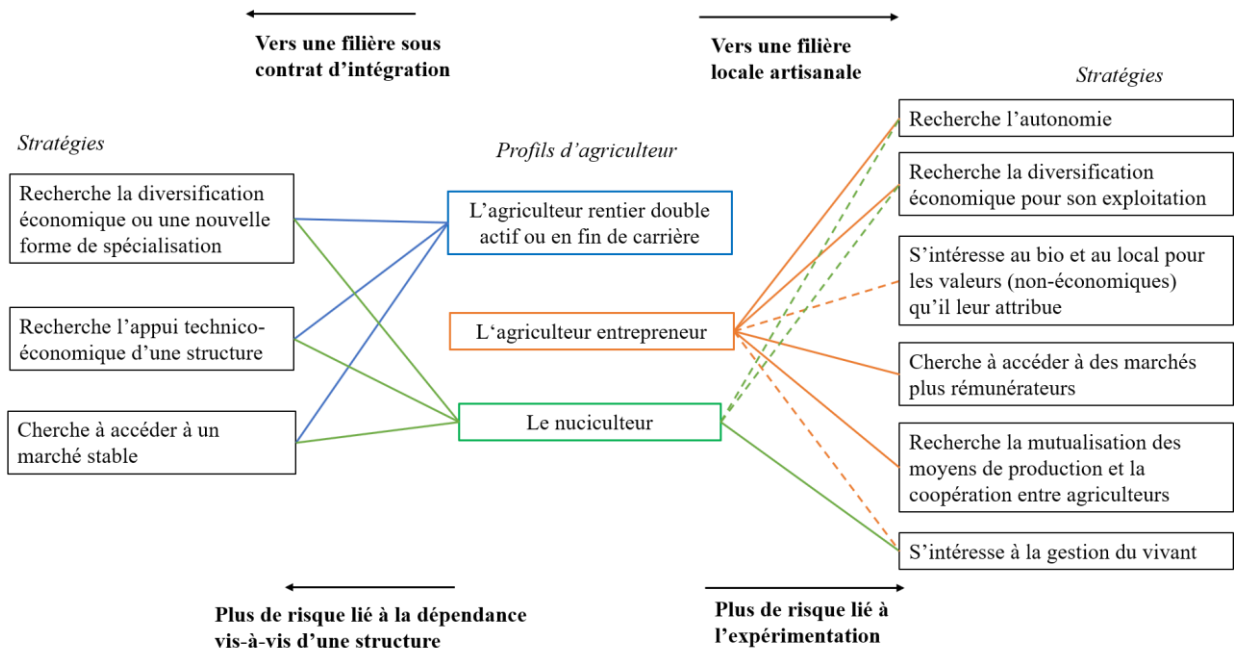 Vers une filière sous
contrat d’intégration
Vers une filière
locale artisanale
Stratégies
Stratégies
Profils d’agriculteur
Recherche la diversification
économique ou une nouvelle
forme de spécialisation
Recherche l’appui technico-
économique d’une structure
Cherche à accéder à un
marché stable
L’agriculteur rentier double
actif ou en fin de carrière
L‘agriculteur entrepreneur
Le nuciculteur
Recherche l’autonomie
Recherche la diversification
économique pour son exploitation
S’intéresse au bio et au local pour
les valeurs (non-économiques)
qu’il leur attribue
Cherche à accéder à des marchés
plus rémunérateurs
Recherche la mutualisation des
moyens de production et la
coopération entre agriculteurs
S’intéresse à la gestion du vivant
Plus de risque lié à la dépendance
vis-à-vis d’une structure
Plus de risque lié à
l’expérimentation